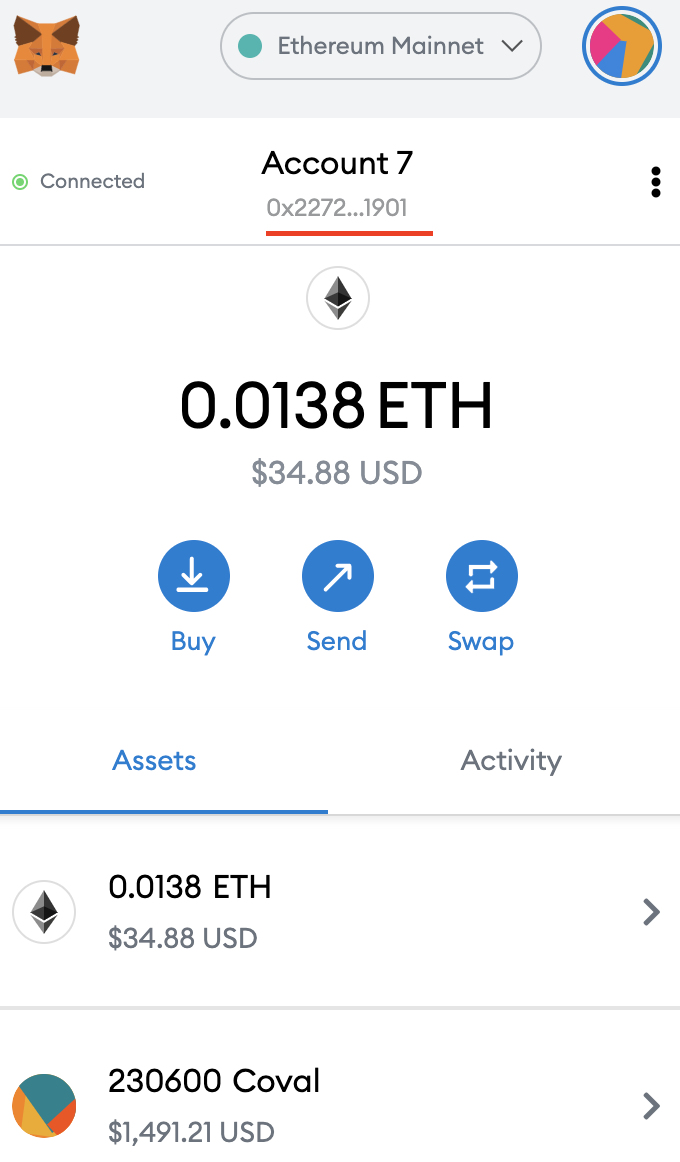 Ethereum Mainnet
Connected
Account 7
0x2272...1901
0.0138 ETH
$34.88 USD
Buy
Send
Swap
Assets
Activity
0.0138 ETH
$34.88 USD
230600 Coval
$1,491.21 USD